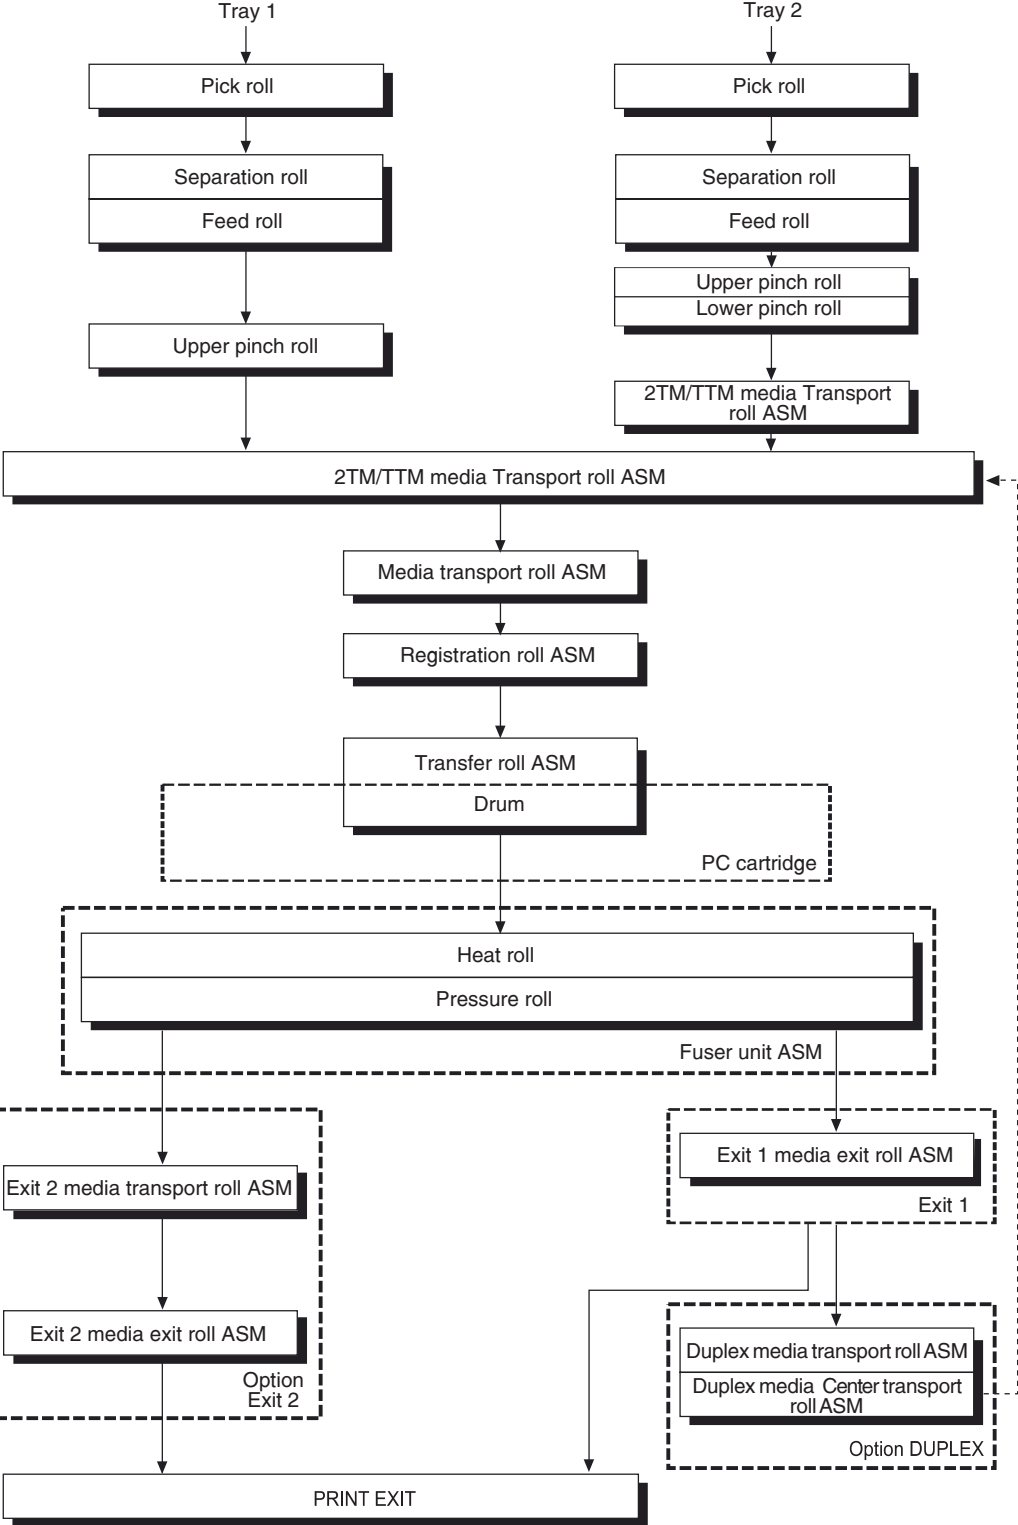 Tray 1
Tray 2
Pick roll
Pick roll
Separation roll
Separation roll
Feed roll
Feed roll
Upper pinch roll
Lower pinch roll
Upper pinch roll
2TM/TTM media Transport
roll ASM
2TM/TTM media Transport roll ASM
Media transport roll ASM
Registration roll ASM
Transfer roll ASM
Drum
PC cartridge
Heat roll
Pressure roll
Fuser unit ASM
Exit 1 media exit roll ASM
Exit 2 media transport roll ASM
Exit 1
Exit 2 media exit roll ASM
Duplex media transport roll ASM
Option
Exit 2
Duplex media Center transport
roll ASM
Option DUPLEX
PRINT EXIT